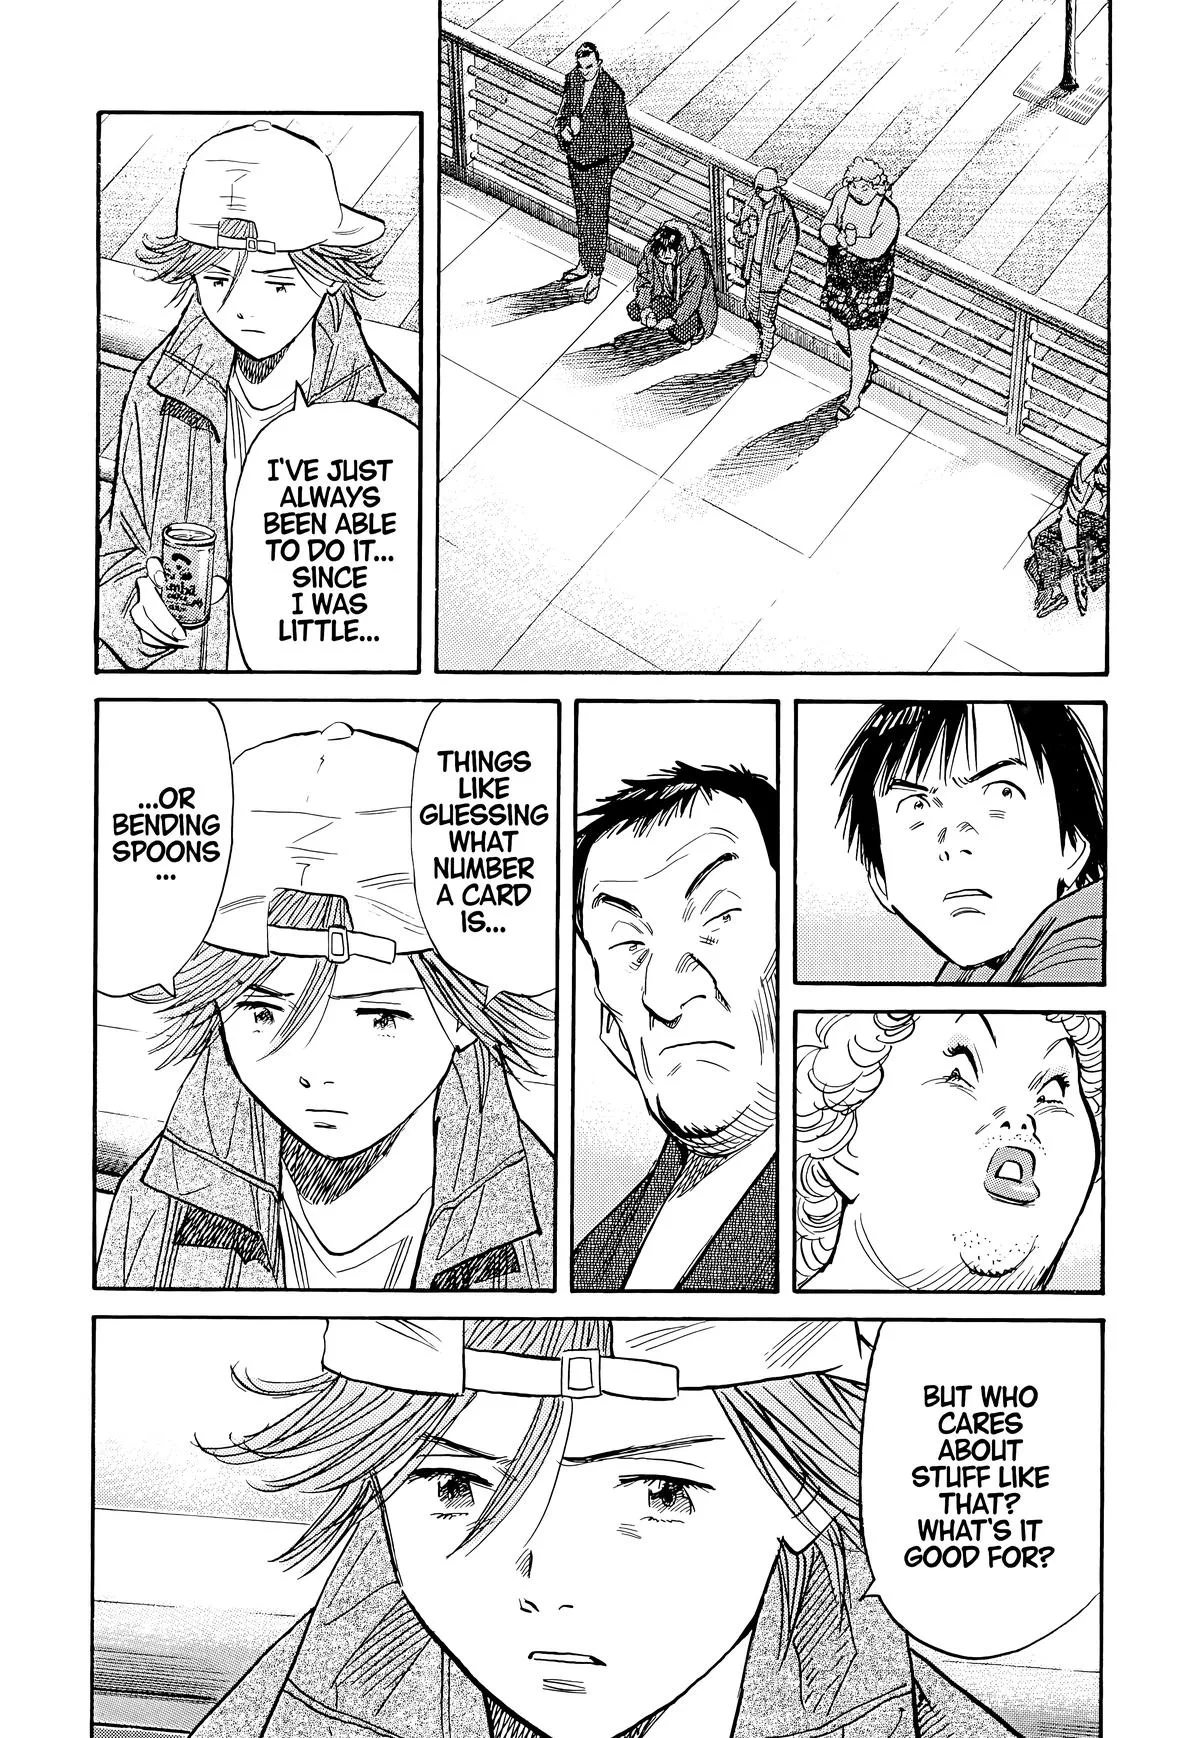 I'VE JUST
ALWAYS
BEEN ABLE
TO DO IT...
SINCE
I WAS
LITTLE...
THINGS
LIKE
GUESSING
WHAT
NUMBER
A CARD
IS...
...OR
BENDING
SPOONS
...
BUT WHO
CARES
ABOUT
STUFF LIKE
THAT?
WHAT'S IT
GOOD FOR?